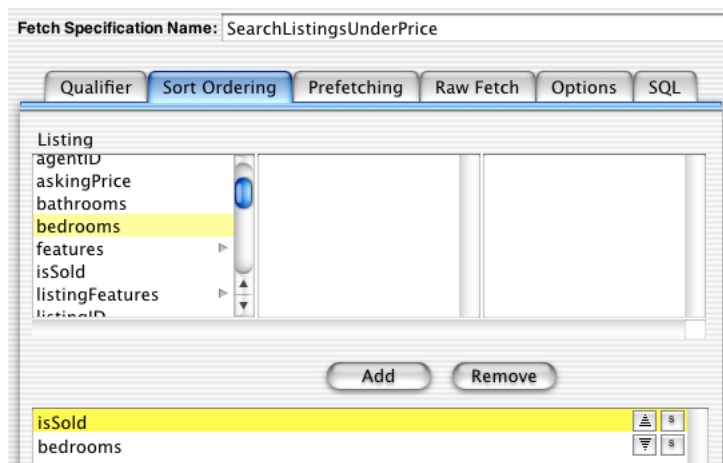 Fetch Specification Name: SearchListingsUnderPrice
Qualifier Sort Ordering Prefetching Raw Fetch Options SQL
Listing
agentID
askingPrice
bathrooms
bedrooms
features
isSold
listingFeatures
listingID
Add Remove
isSold S
bedrooms S